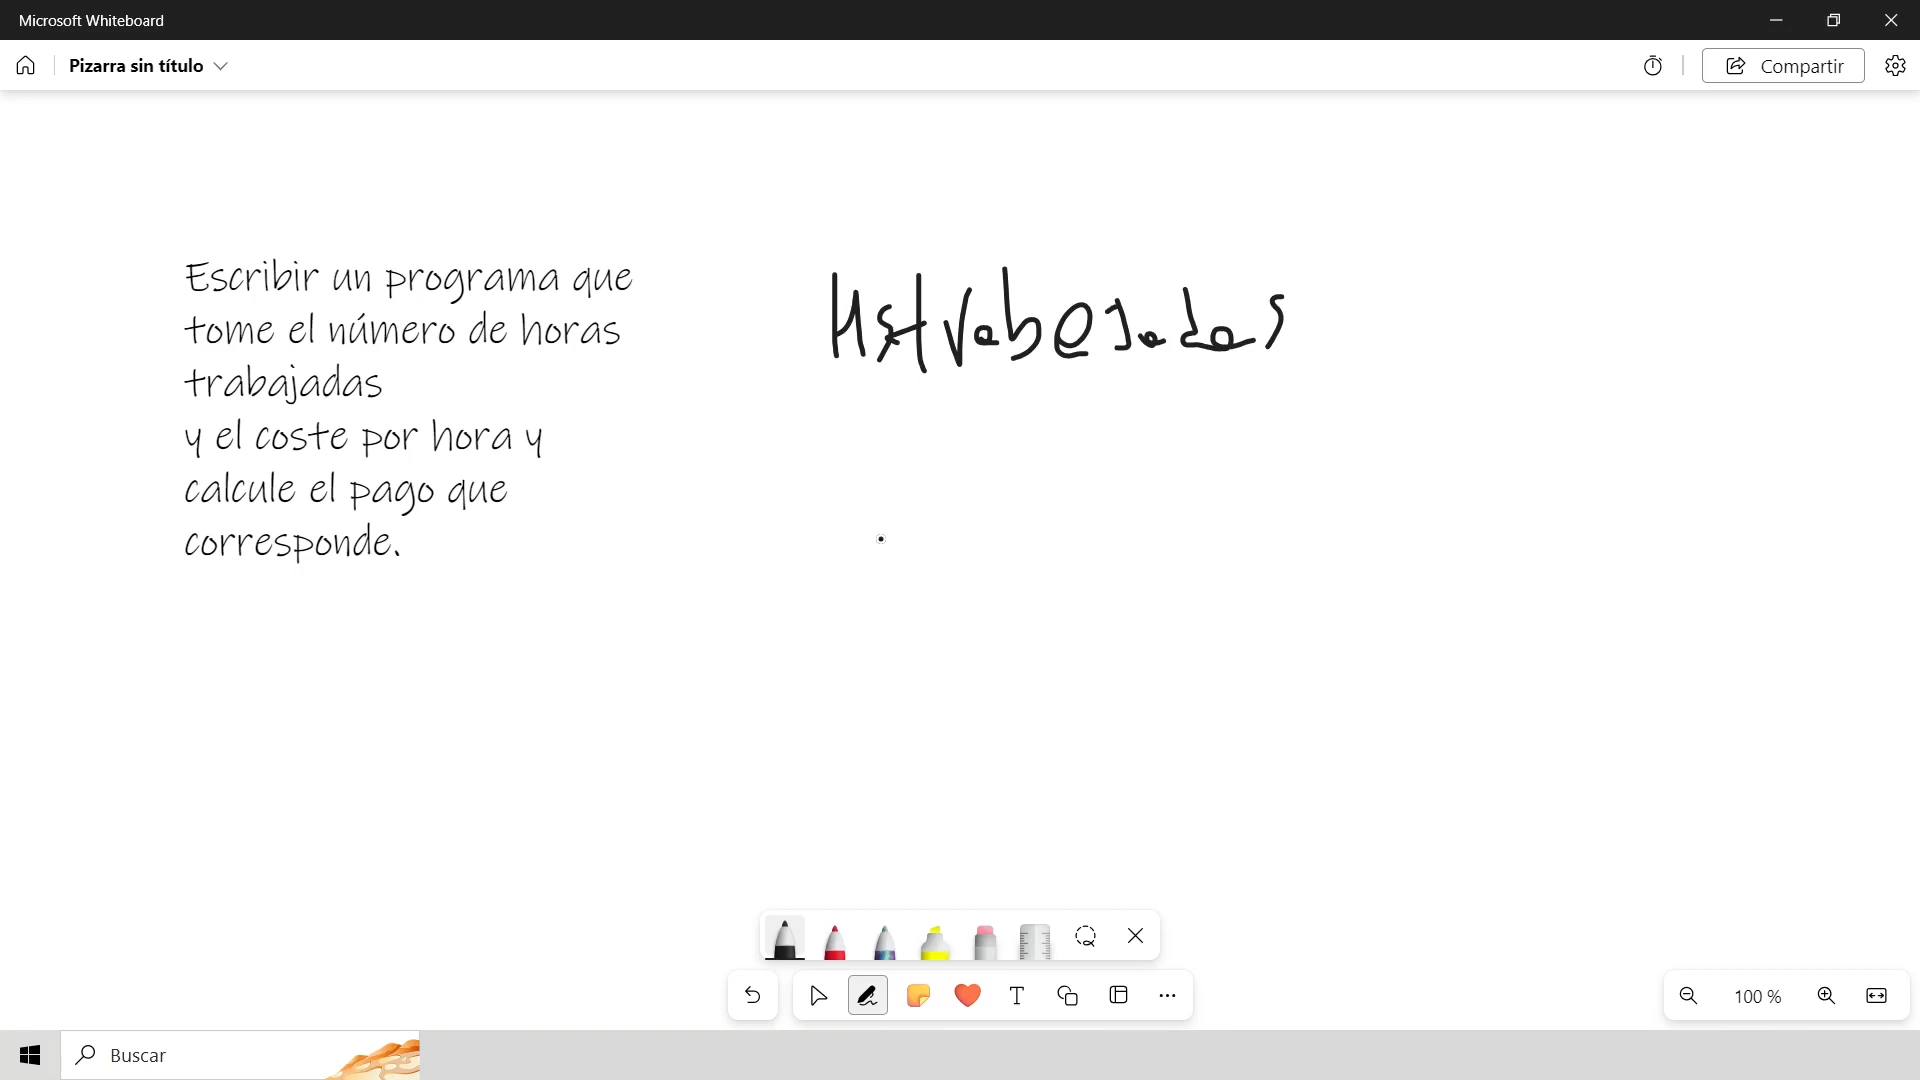 Microsoft Whiteboard
Pizarra sin título
Compartir
Escribir un programa que
tome el número de horas
trabajadas
y el coste por hora y
calcule el pago que
corresponde.
100 %
Buscar